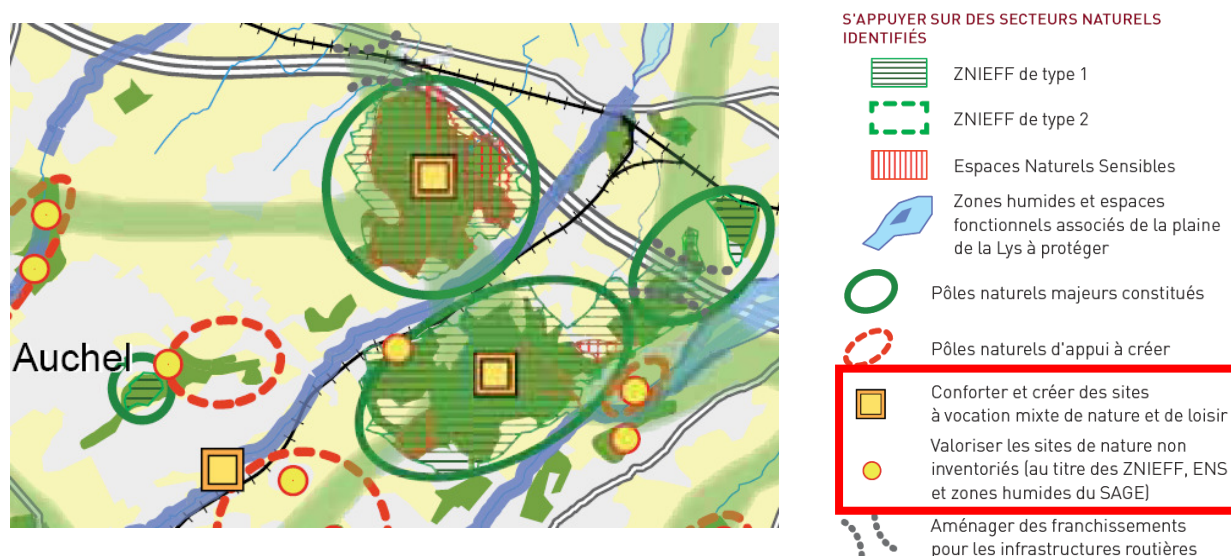 S'APPUYER SUR DES SECTEURS NATURELS
IDENTIFIÉS
ZNIEFF de type 1
ZNIEFF de type 2
Espaces Naturels Sensibles
Zones humides et espaces
fonctionnels associés de la plaine
de la Lys à protéger
Pôles naturels majeurs constitués
Pôles naturels d'appui à créer
Conforter et créer des sites
à vocation mixte de nature et de loisir
Valoriser les sites de nature non
inventoriés (au titre des ZNIEFF, ENS
et zones humides du SAGE)
Aménager des franchissements
pour les infrastructures routières
Auchel